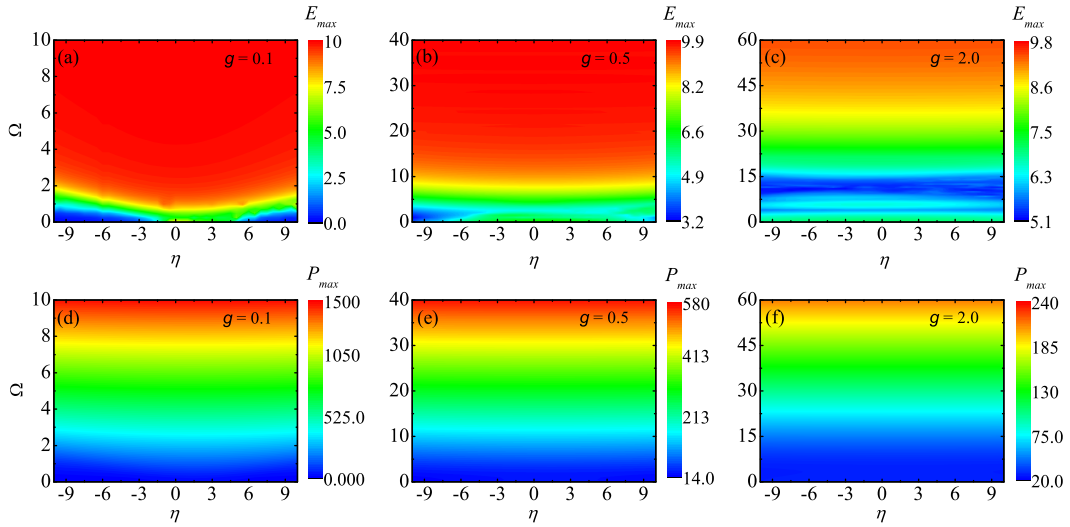 E_max E_max E_max
10 (a) g = 0.1 10 40 (b) g = 0.5 9.9 60 (c) g = 2.0 9.8
8 7.5 30 8.2 45 8.6
6 5.0 20 6.6 30 7.5
Ω 4 2.5 10 4.9 15 6.3
2 0.0 0 3.2 0 5.1
0
-9 -6 -3 0 3 6 9 -9 -6 -3 0 3 6 9 -9 -6 -3 0 3 6 9
η η η
P_max P_max P_max
10 (d) g = 0.1 1500 40 (e) g = 0.5 580 60 (f) g = 2.0 240
8 1050 30 413 45 185
6 525.0 20 213 30 130
Ω 4 0.000 10 14.0 15 75.0
2 0 0 20.0
0
-9 -6 -3 0 3 6 9 -9 -6 -3 0 3 6 9 -9 -6 -3 0 3 6 9
η η η